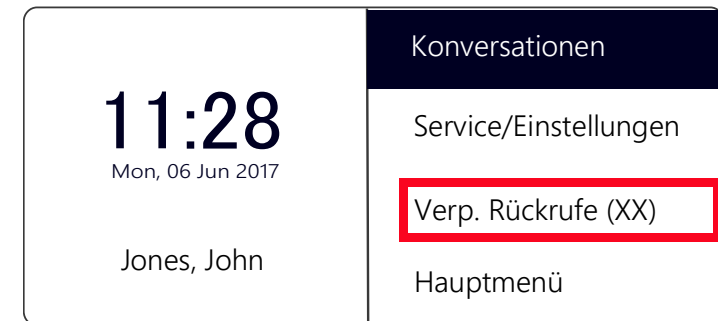 11:28
Mon, 06 Jun 2017
Jones, John
Konversationen
Service/Einstellungen
Verp. Rückrufe (XX)
Hauptmenü